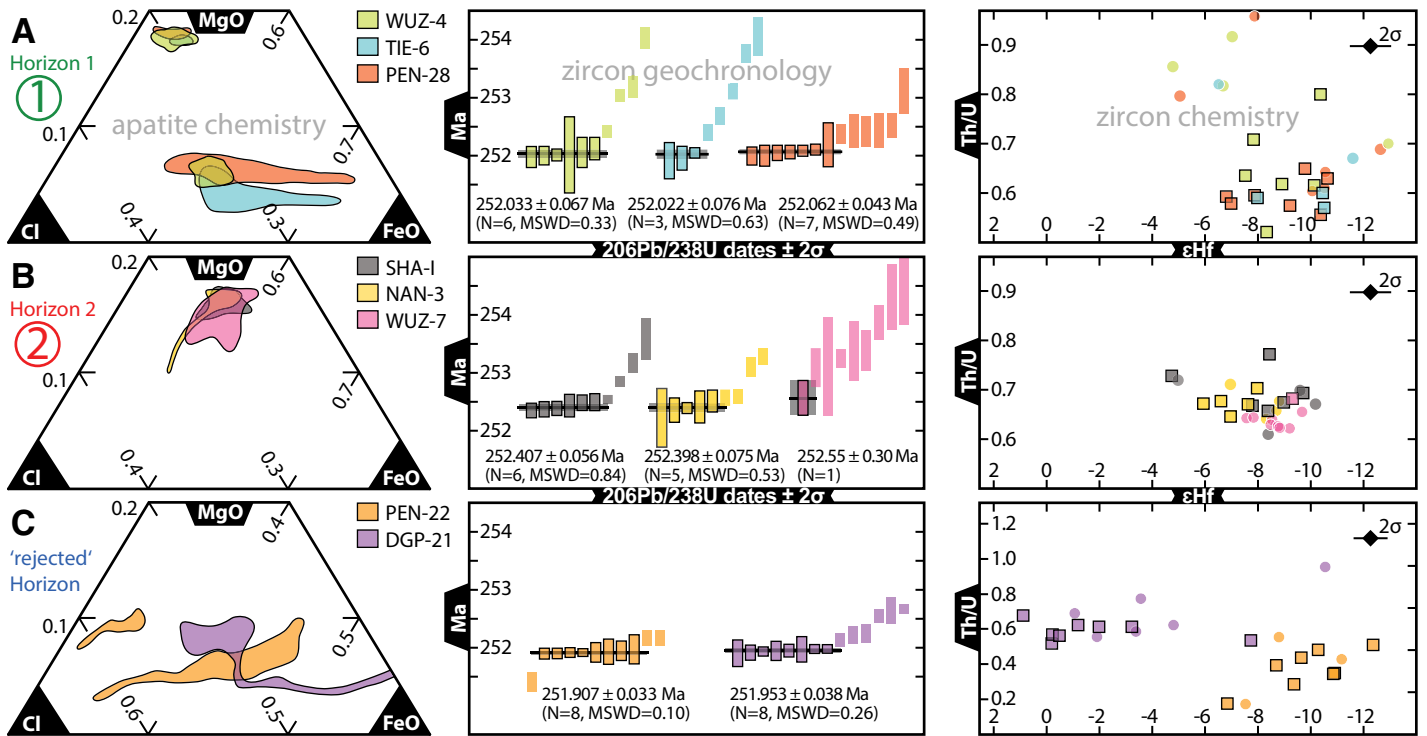 A
Horizon 1
1
0.2
MgO
0.6
apatite chemistry
0.1
0.7
Cl
0.4
0.3
FeO
WUZ-4
TIE-6
PEN-28
Ma
254
253
252
zircon geochronology
252.033 ± 0.067 Ma
(N=6, MSWD=0.33)
252.022 ± 0.076 Ma
(N=3, MSWD=0.63)
252.062 ± 0.043 Ma
(N=7, MSWD=0.49)
206Pb/238U dates ± 2σ
Th/U
0.9
0.8
0.7
0.6
2σ
zircon chemistry
2 0 -2 -4 -6 -8 -10 -12
εHf
B
Horizon 2
2
0.2
MgO
0.6
0.1
0.7
Cl
0.4
0.3
FeO
SHA-I
NAN-3
WUZ-7
Ma
254
253
252
252.407 ± 0.056 Ma
(N=6, MSWD=0.84)
252.398 ± 0.075 Ma
(N=5, MSWD=0.53)
252.55 ± 0.30 Ma
(N=1)
206Pb/238U dates ± 2σ
Th/U
0.9
0.8
0.7
0.6
2σ
2 0 -2 -4 -6 -8 -10 -12
εHf
C
‘rejected‘
Horizon
0.2
MgO
0.4
0.1
0.5
Cl
0.6
0.5
FeO
PEN-22
DGP-21
Ma
254
253
252
251.907 ± 0.033 Ma
(N=8, MSWD=0.10)
251.953 ± 0.038 Ma
(N=8, MSWD=0.26)
Th/U
1.2
1.0
0.8
0.6
0.4
0.2
2σ
2 0 -2 -4 -6 -8 -10 -12